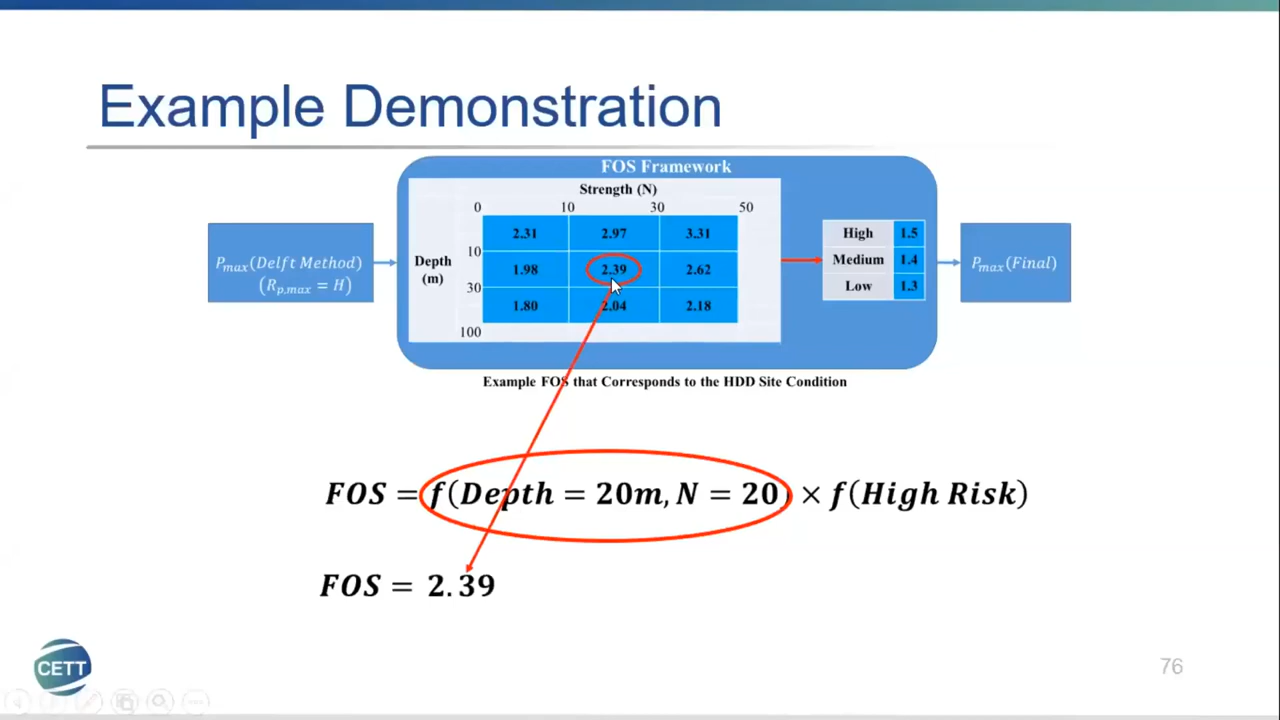 Example Demonstration
FOS Framework
Strength (N)
0 10 30 50
Depth
(m)
10
30
100
2.31 2.97 3.31
1.98 2.39 2.62
1.80 2.04 2.18
P_max(Delft Method)
(R_p,max = H)
High 1.5
Medium 1.4
Low 1.3
P_max(Final)
Example FOS that Corresponds to the HDD Site Condition
FOS = f(Depth = 20m, N = 20) × f(High Risk)
FOS = 2.39
CETT
76